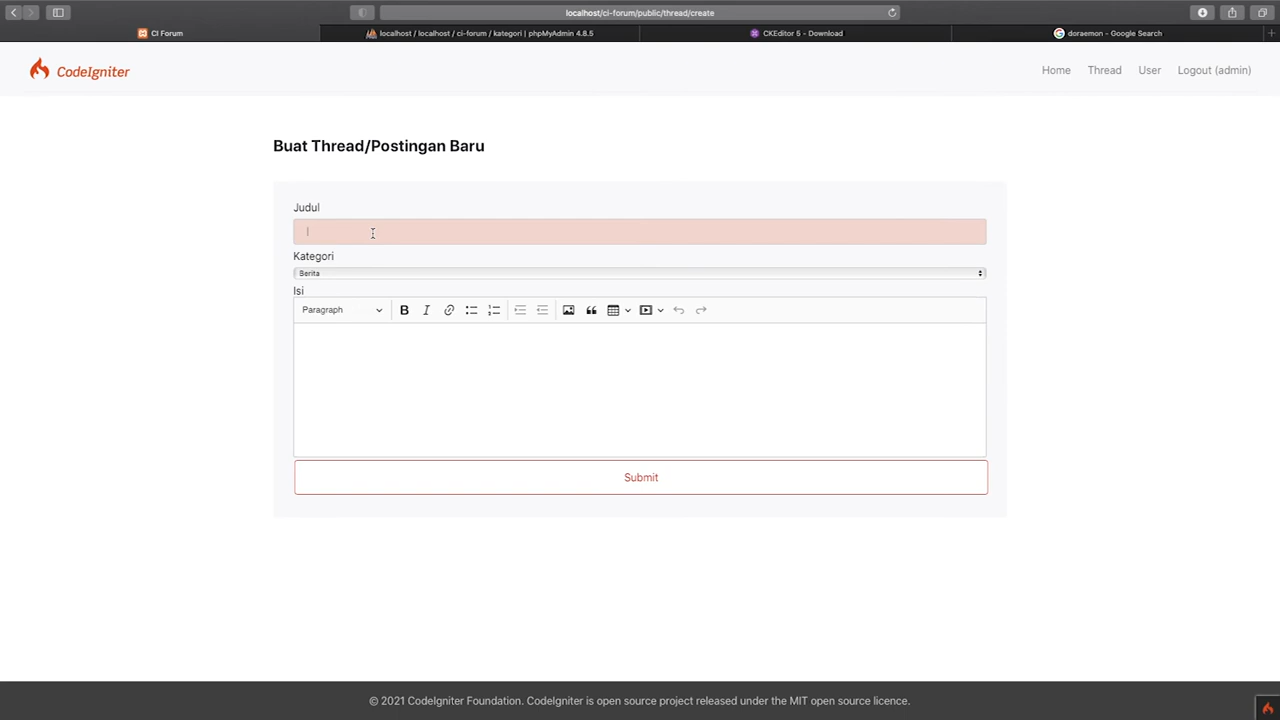 localhost/ci-forum/public/thread/create
CI Forum
localhost / localhost / ci-forum / kategori | phpMyAdmin 4.8.5
CKEditor 5 - Download
doraemon - Google Search
CodeIgniter
Home
Thread
User
Logout (admin)
Buat Thread/Postingan Baru
Judul
Kategori
Berita
Isi
Paragraph
Submit
© 2021 CodeIgniter Foundation. CodeIgniter is open source project released under the MIT open source licence.